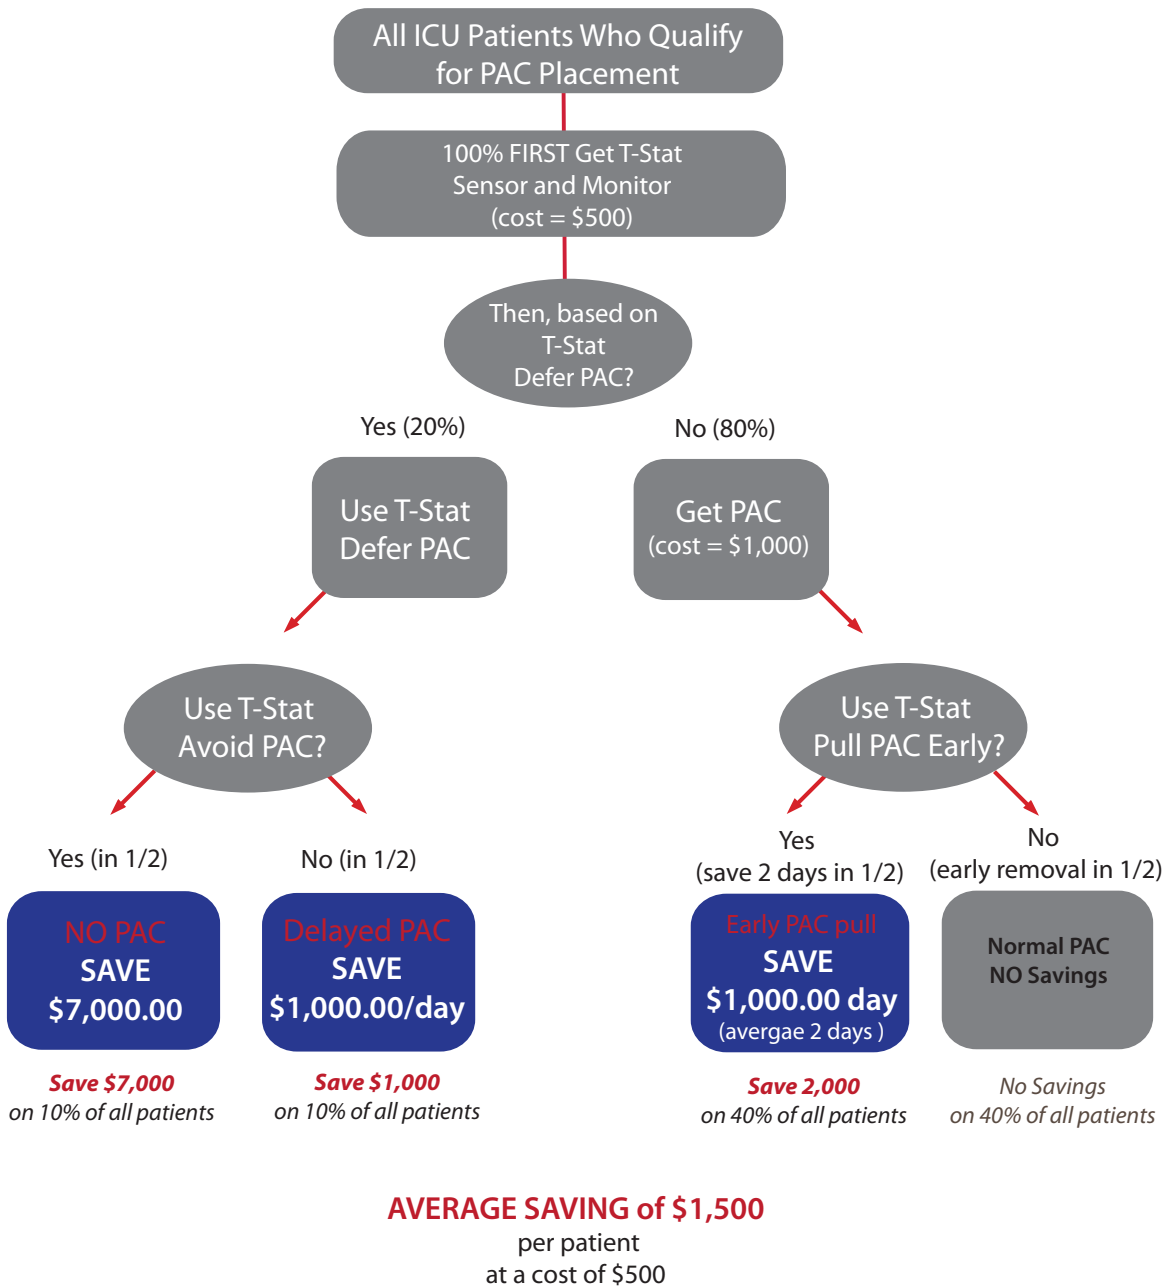 All ICU Patients Who Qualify
for PAC Placement
100% FIRST Get T-Stat
Sensor and Monitor
(cost = $500)
Then, based on
T-Stat
Defer PAC?
Yes (20%)
No (80%)
Use T-Stat
Defer PAC
Get PAC
(cost = $1,000)
Use T-Stat
Avoid PAC?
Use T-Stat
Pull PAC Early?
Yes (in 1/2)
No (in 1/2)
Yes
(save 2 days in 1/2)
No
(early removal in 1/2)
NO PAC
SAVE
$7,000.00
Delayed PAC
SAVE
$1,000.00/day
Early PAC pull
SAVE
$1,000.00 day
(avergae 2 days )
Normal PAC
NO Savings
Save $7,000
on 10% of all patients
Save $1,000
on 10% of all patients
Save 2,000
on 40% of all patients
No Savings
on 40% of all patients
AVERAGE SAVING of $1,500
per patient
at a cost of $500